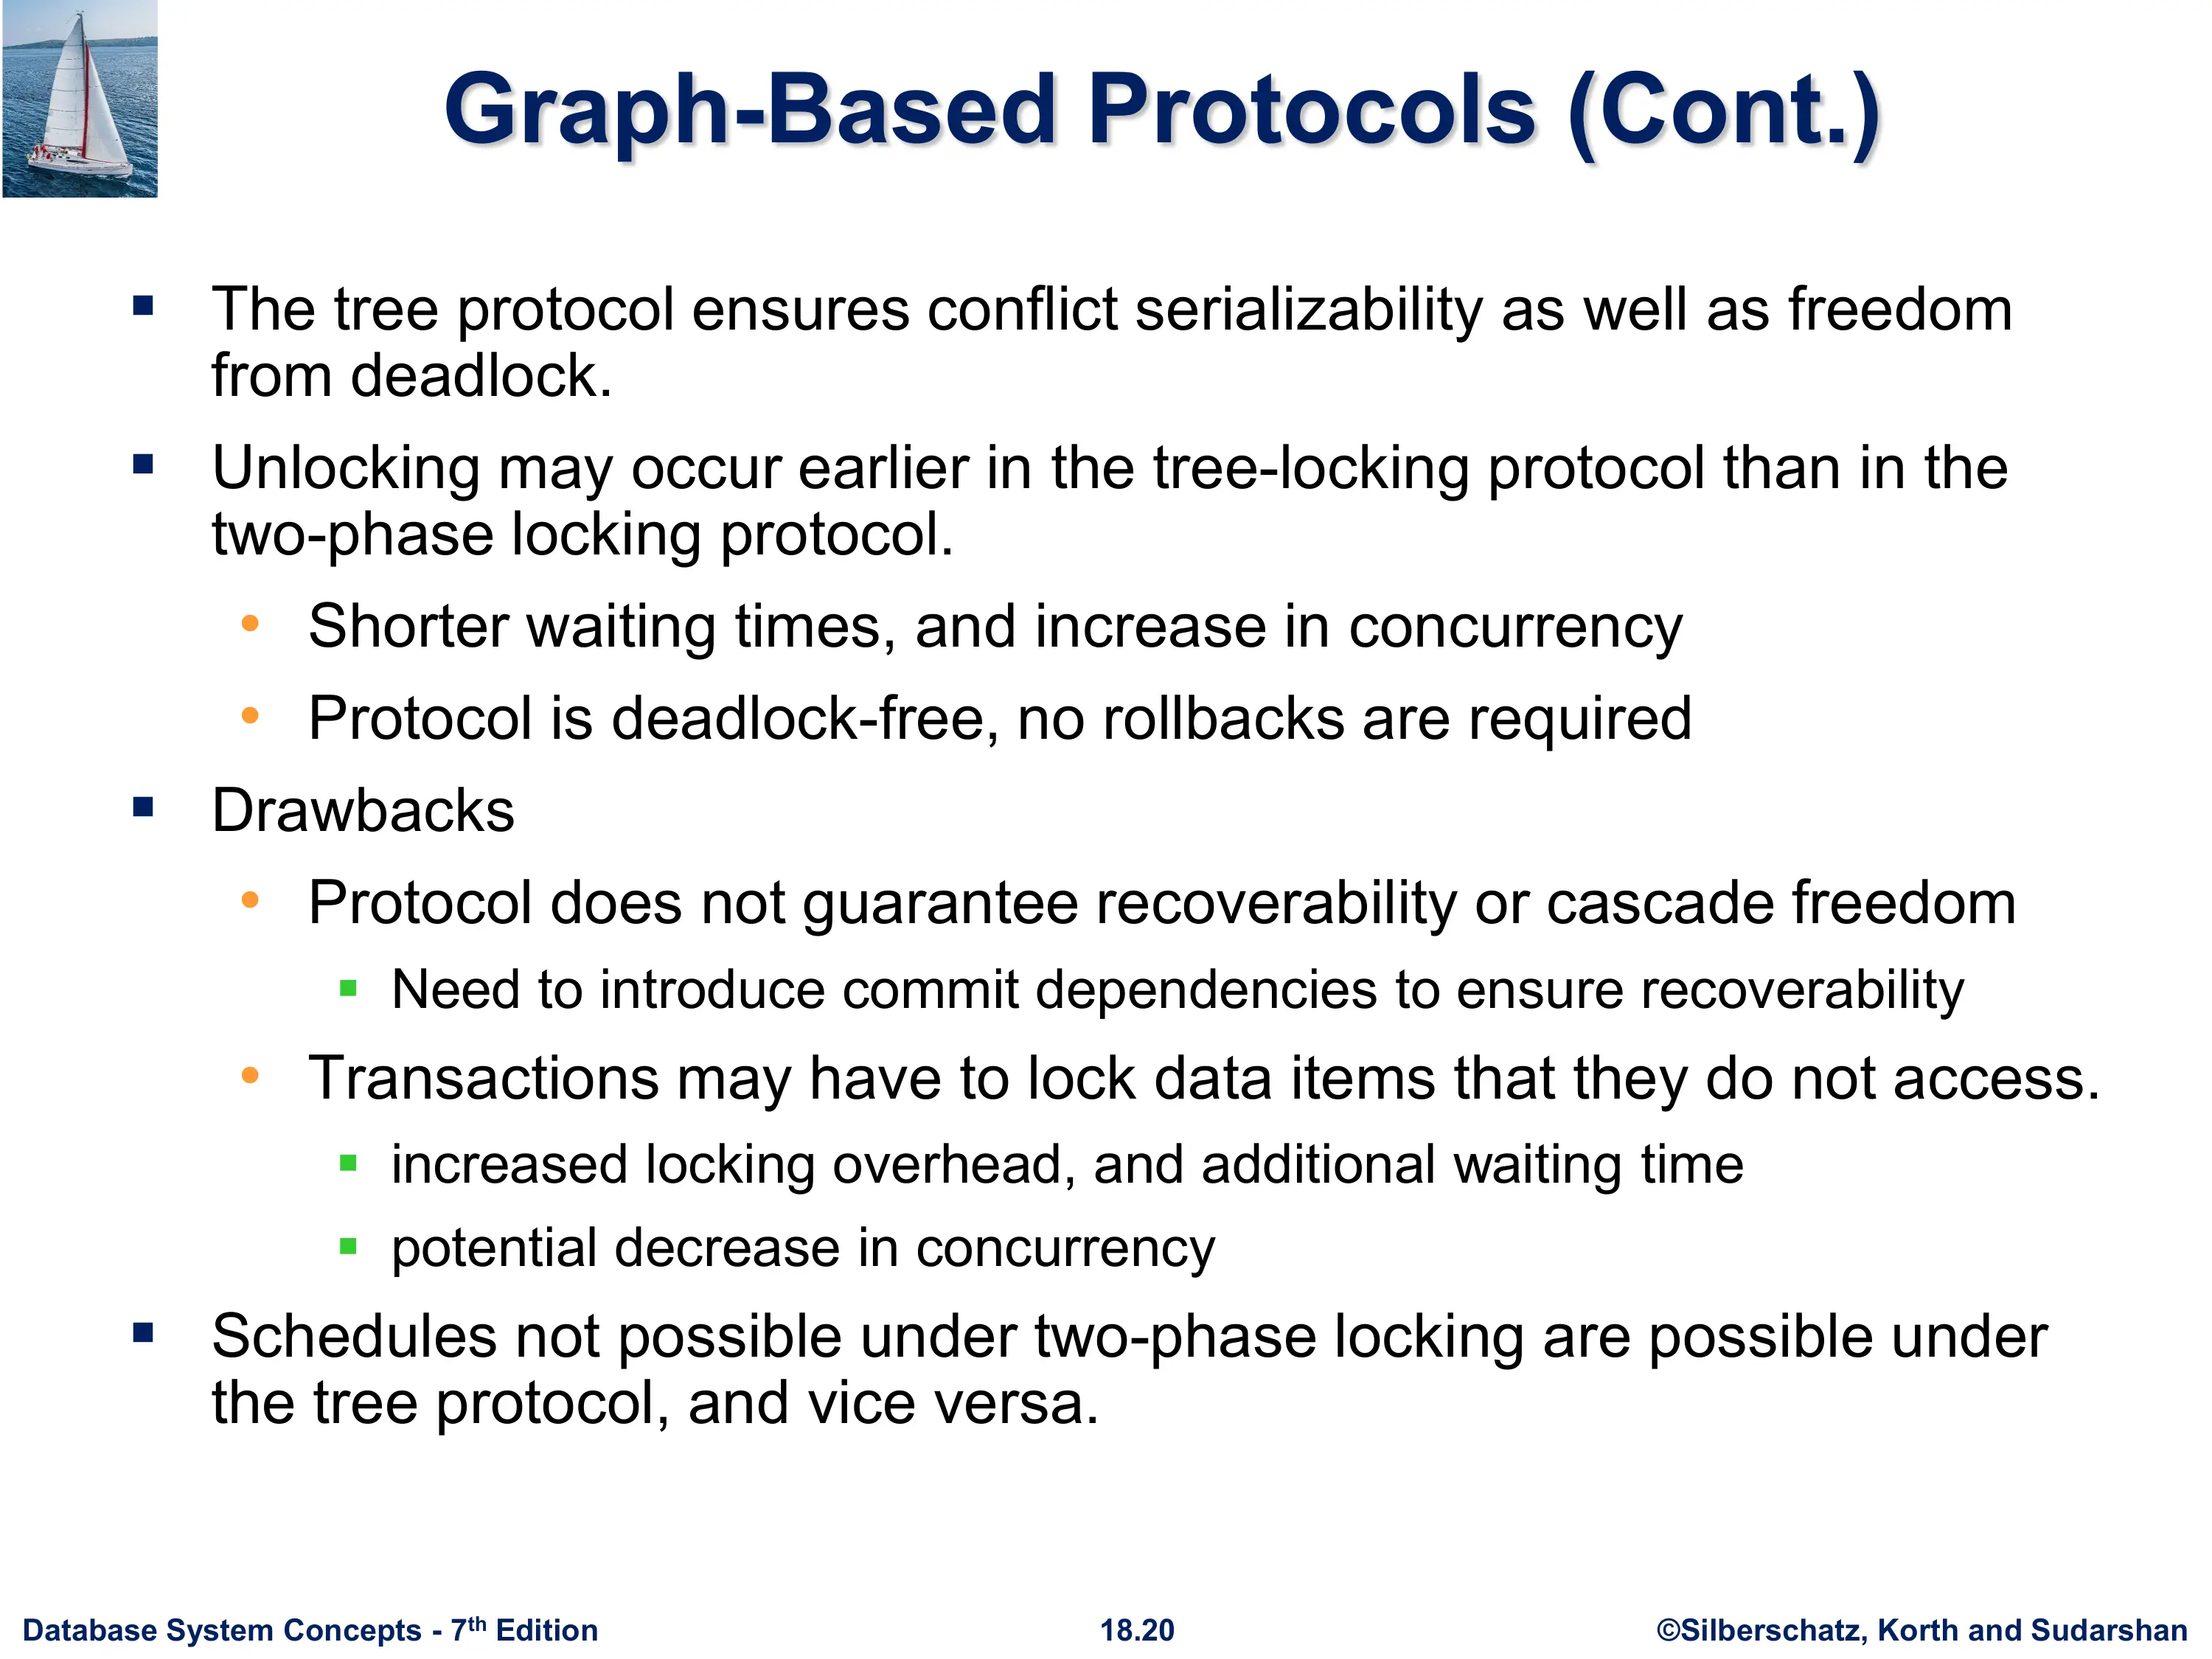 Graph-Based Protocols (Cont.)
▪ The tree protocol ensures conflict serializability as well as freedom
from deadlock.
▪ Unlocking may occur earlier in the tree-locking protocol than in the
two-phase locking protocol.
• Shorter waiting times, and increase in concurrency
• Protocol is deadlock-free, no rollbacks are required
▪ Drawbacks
• Protocol does not guarantee recoverability or cascade freedom
▪ Need to introduce commit dependencies to ensure recoverability
• Transactions may have to lock data items that they do not access.
▪ increased locking overhead, and additional waiting time
▪ potential decrease in concurrency
▪ Schedules not possible under two-phase locking are possible under
the tree protocol, and vice versa.
Database System Concepts - 7th Edition 18.20 ©Silberschatz, Korth and Sudarshan